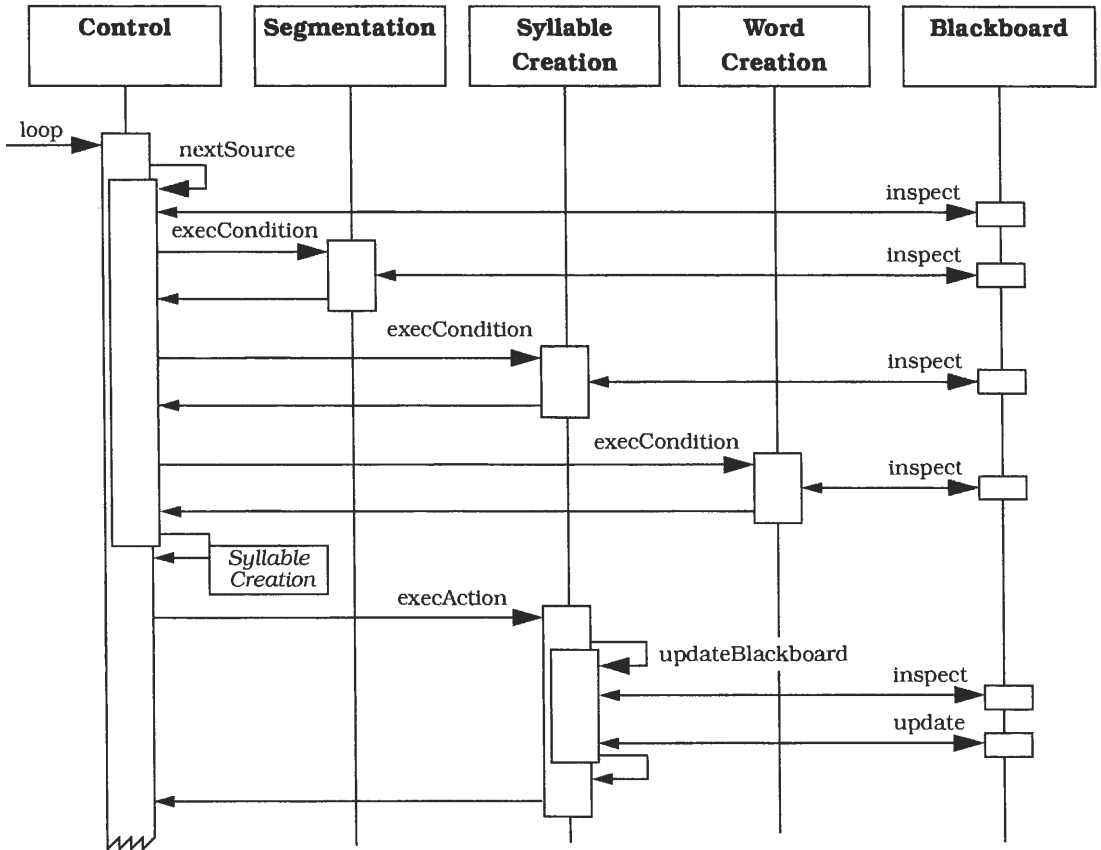 Control
Segmentation
Syllable
Creation
Word
Creation
Blackboard
loop
nextSource
inspect
execCondition
inspect
execCondition
inspect
execCondition
inspect
Syllable
Creation
execAction
updateBlackboard
inspect
update